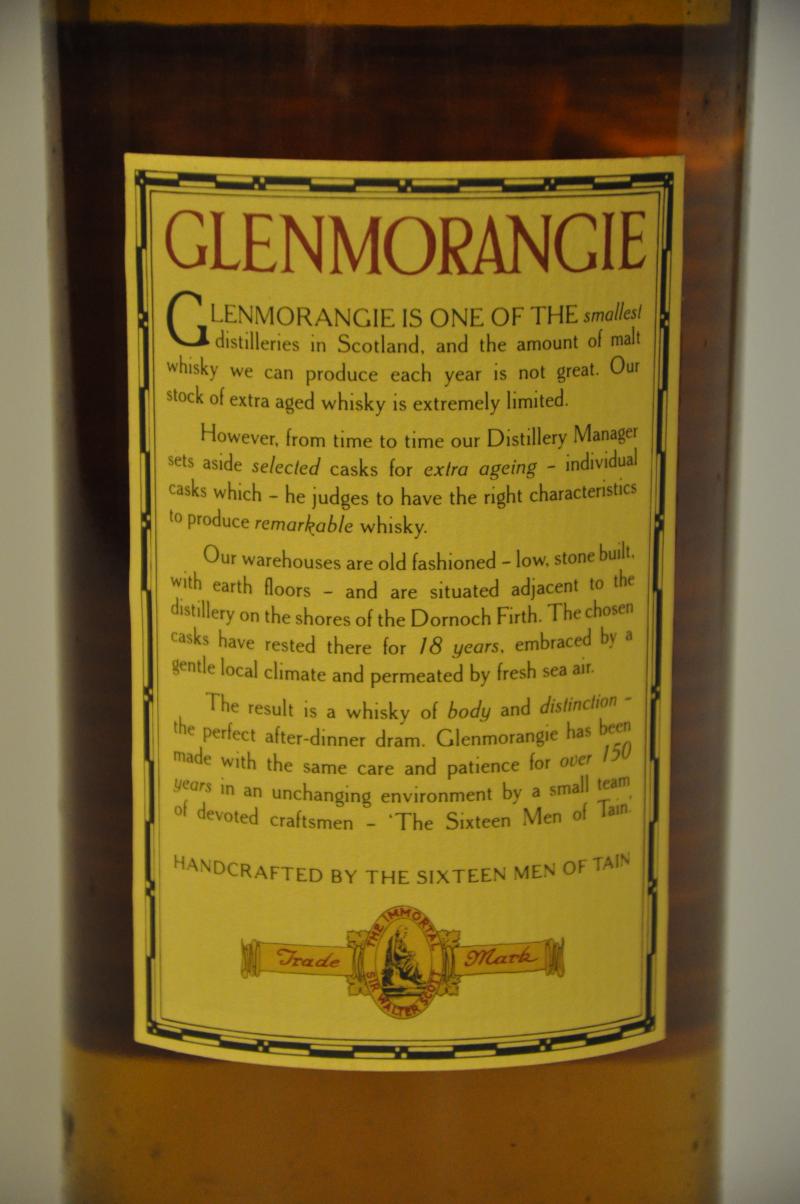 GLENMORANGIE
GLENMORANGIE IS ONE OF THE smallest
distilleries in Scotland, and the amount of malt
whisky we can produce each year is not great. Our
stock of extra aged whisky is extremely limited.
However, from time to time our Distillery Manager
sets aside selected casks for extra ageing – individual
casks which – he judges to have the right characteristics
to produce remarkable whisky.
Our warehouses are old fashioned – low, stone built,
with earth floors – and are situated adjacent to the
distillery on the shores of the Dornoch Firth. The chosen
casks have rested there for 18 years, embraced by a
gentle local climate and permeated by fresh sea air.
The result is a whisky of body and distinction –
the perfect after-dinner dram. Glenmorangie has been
made with the same care and patience for over 150
years in an unchanging environment by a small team
of devoted craftsmen – 'The Sixteen Men of Tain.'
HANDCRAFTED BY THE SIXTEEN MEN OF TAIN
THE IMMORTAL
Trade Mark
SIR WALTER SCOTT